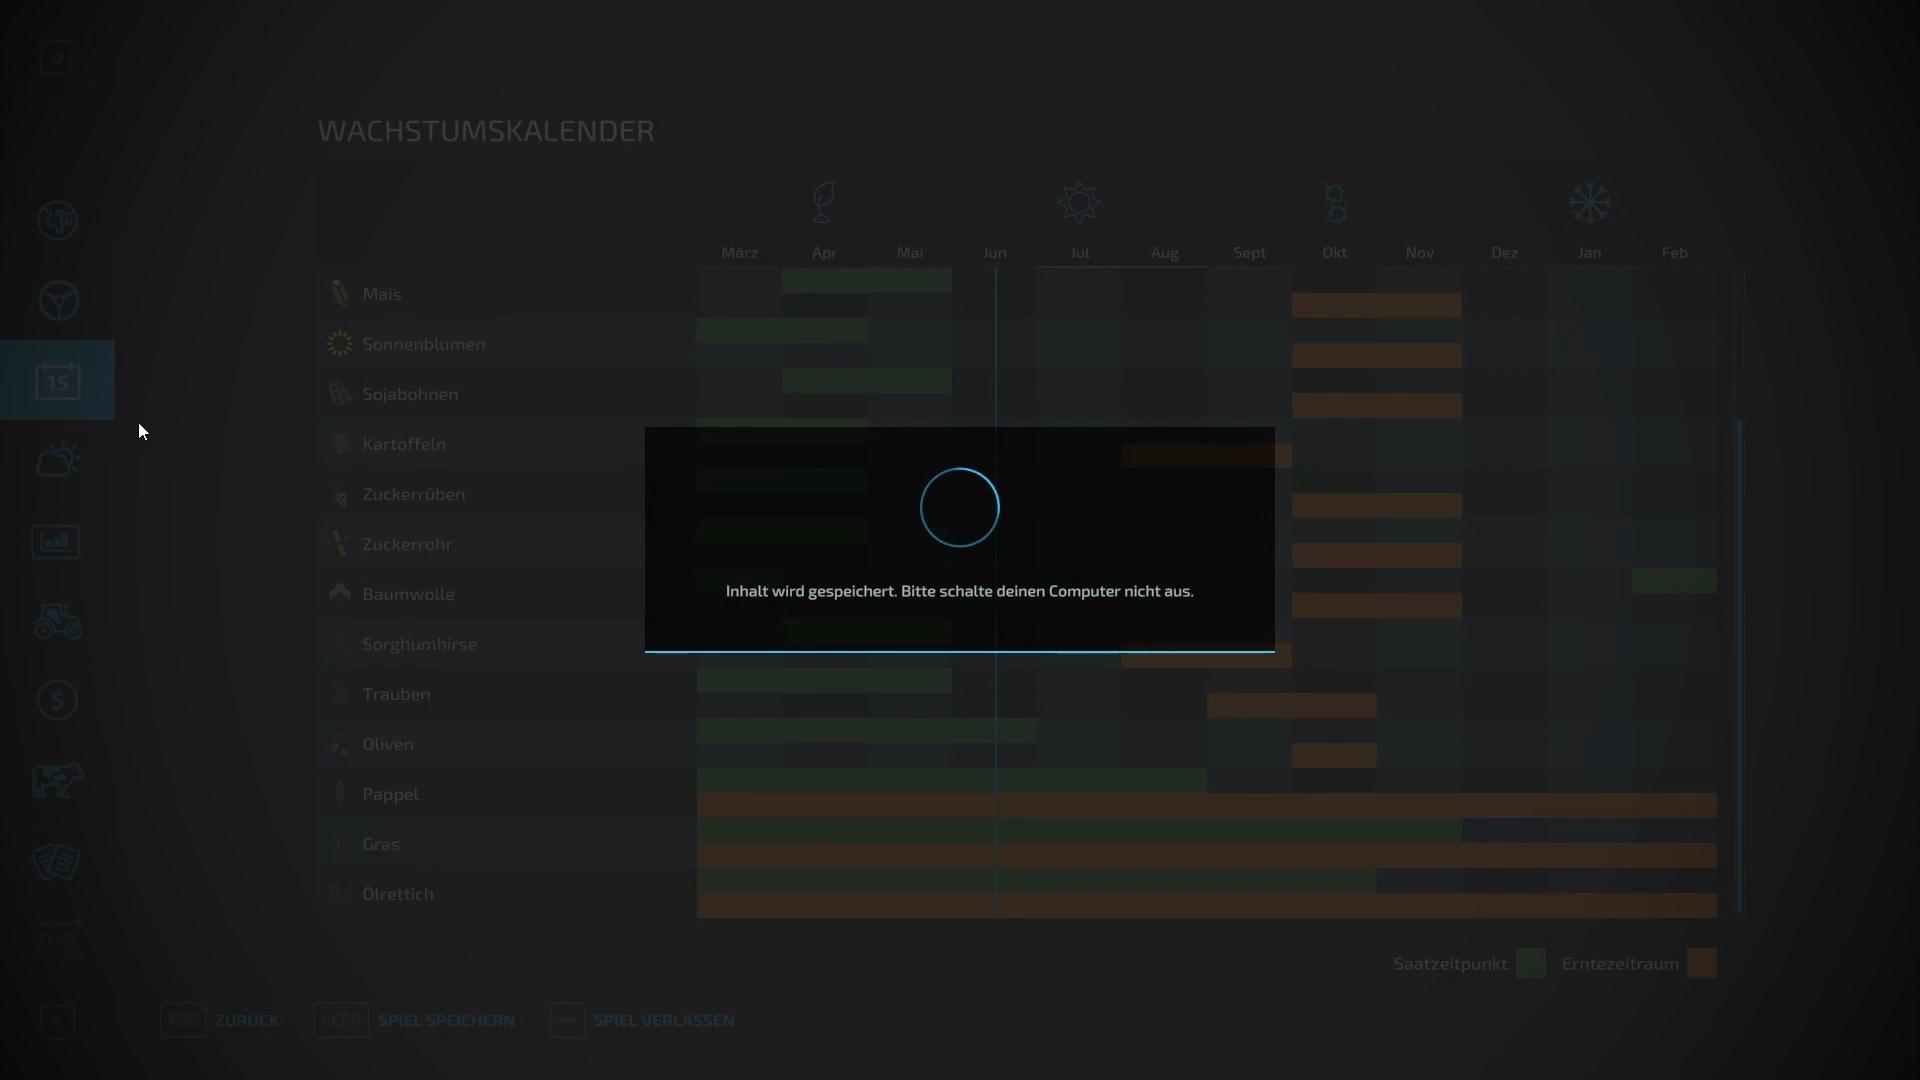 WACHSTUMSKALENDER
März Apr Mai Jun Jul Aug Sept Okt Nov Dez Jan Feb
Mais
Sonnenblumen
15
Sojabohnen
Kartoffeln
Zuckerrüben
Zuckerrohr
Inhalt wird gespeichert. Bitte schalte deinen Computer nicht aus.
Baumwolle
Sorghumhirse
Trauben
$
Oliven
Pappel
Gras
Ölrettich
Saatzeitpunkt Erntezeitraum
ESC ZURÜCK LEER SPIEL SPEICHERN SPIEL VERLASSEN